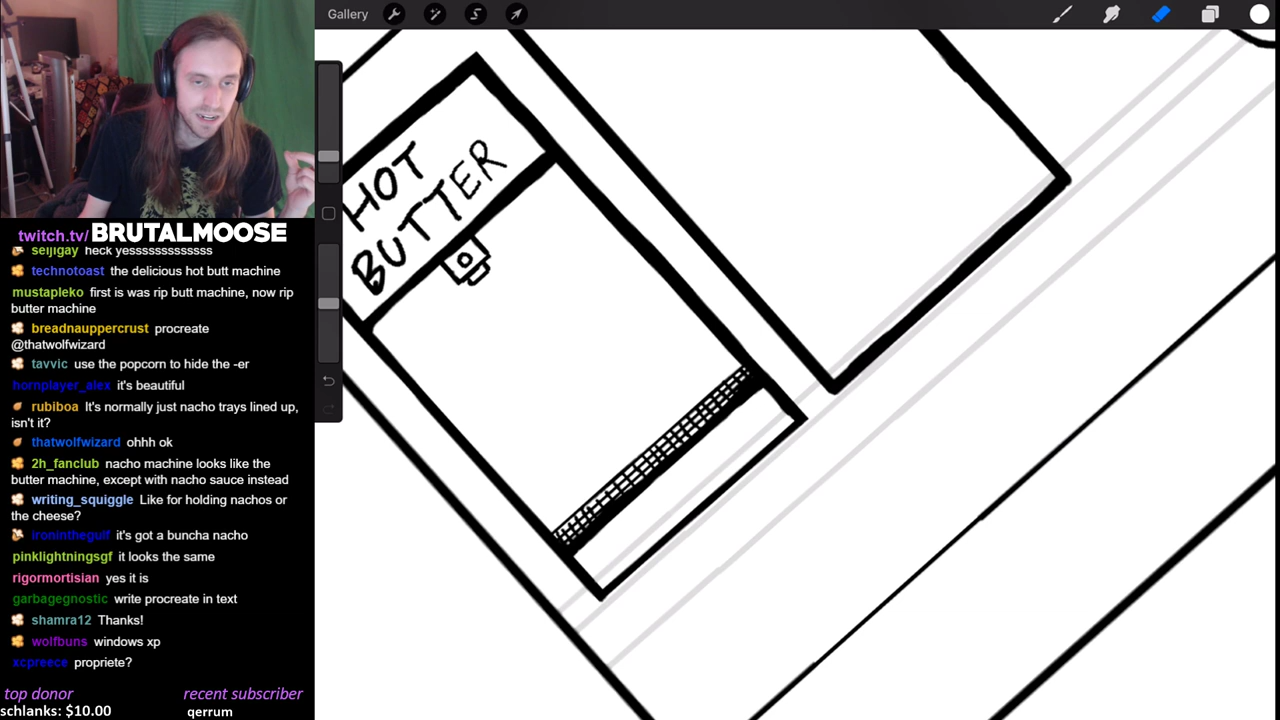 Gallery
HOT
BUTTER
twitch.tv/BRUTALMOOSE
seijigay heck yesssssssssssss
technotoast the delicious hot butt machine
mustapleko first is was rip butt machine, now rip
butter machine
breadnauppercrust procreate
@thatwolfwizard
tavvic use the popcorn to hide the -er
hornplayer_alex it's beautiful
rubiboa It's normally just nacho trays lined up,
isn't it?
thatwolfwizard ohhh ok
2h_fanclub nacho machine looks like the
butter machine, except with nacho sauce instead
writing_squiggle Like for holding nachos or
the cheese?
ironinthegulf it's got a buncha nacho
pinklightningsgf it looks the same
rigormortisian yes it is
garbagegnostic write procreate in text
shamra12 Thanks!
wolfbuns windows xp
xcpreece propriete?
top donor
schlanks: $10.00
recent subscriber
qerrum